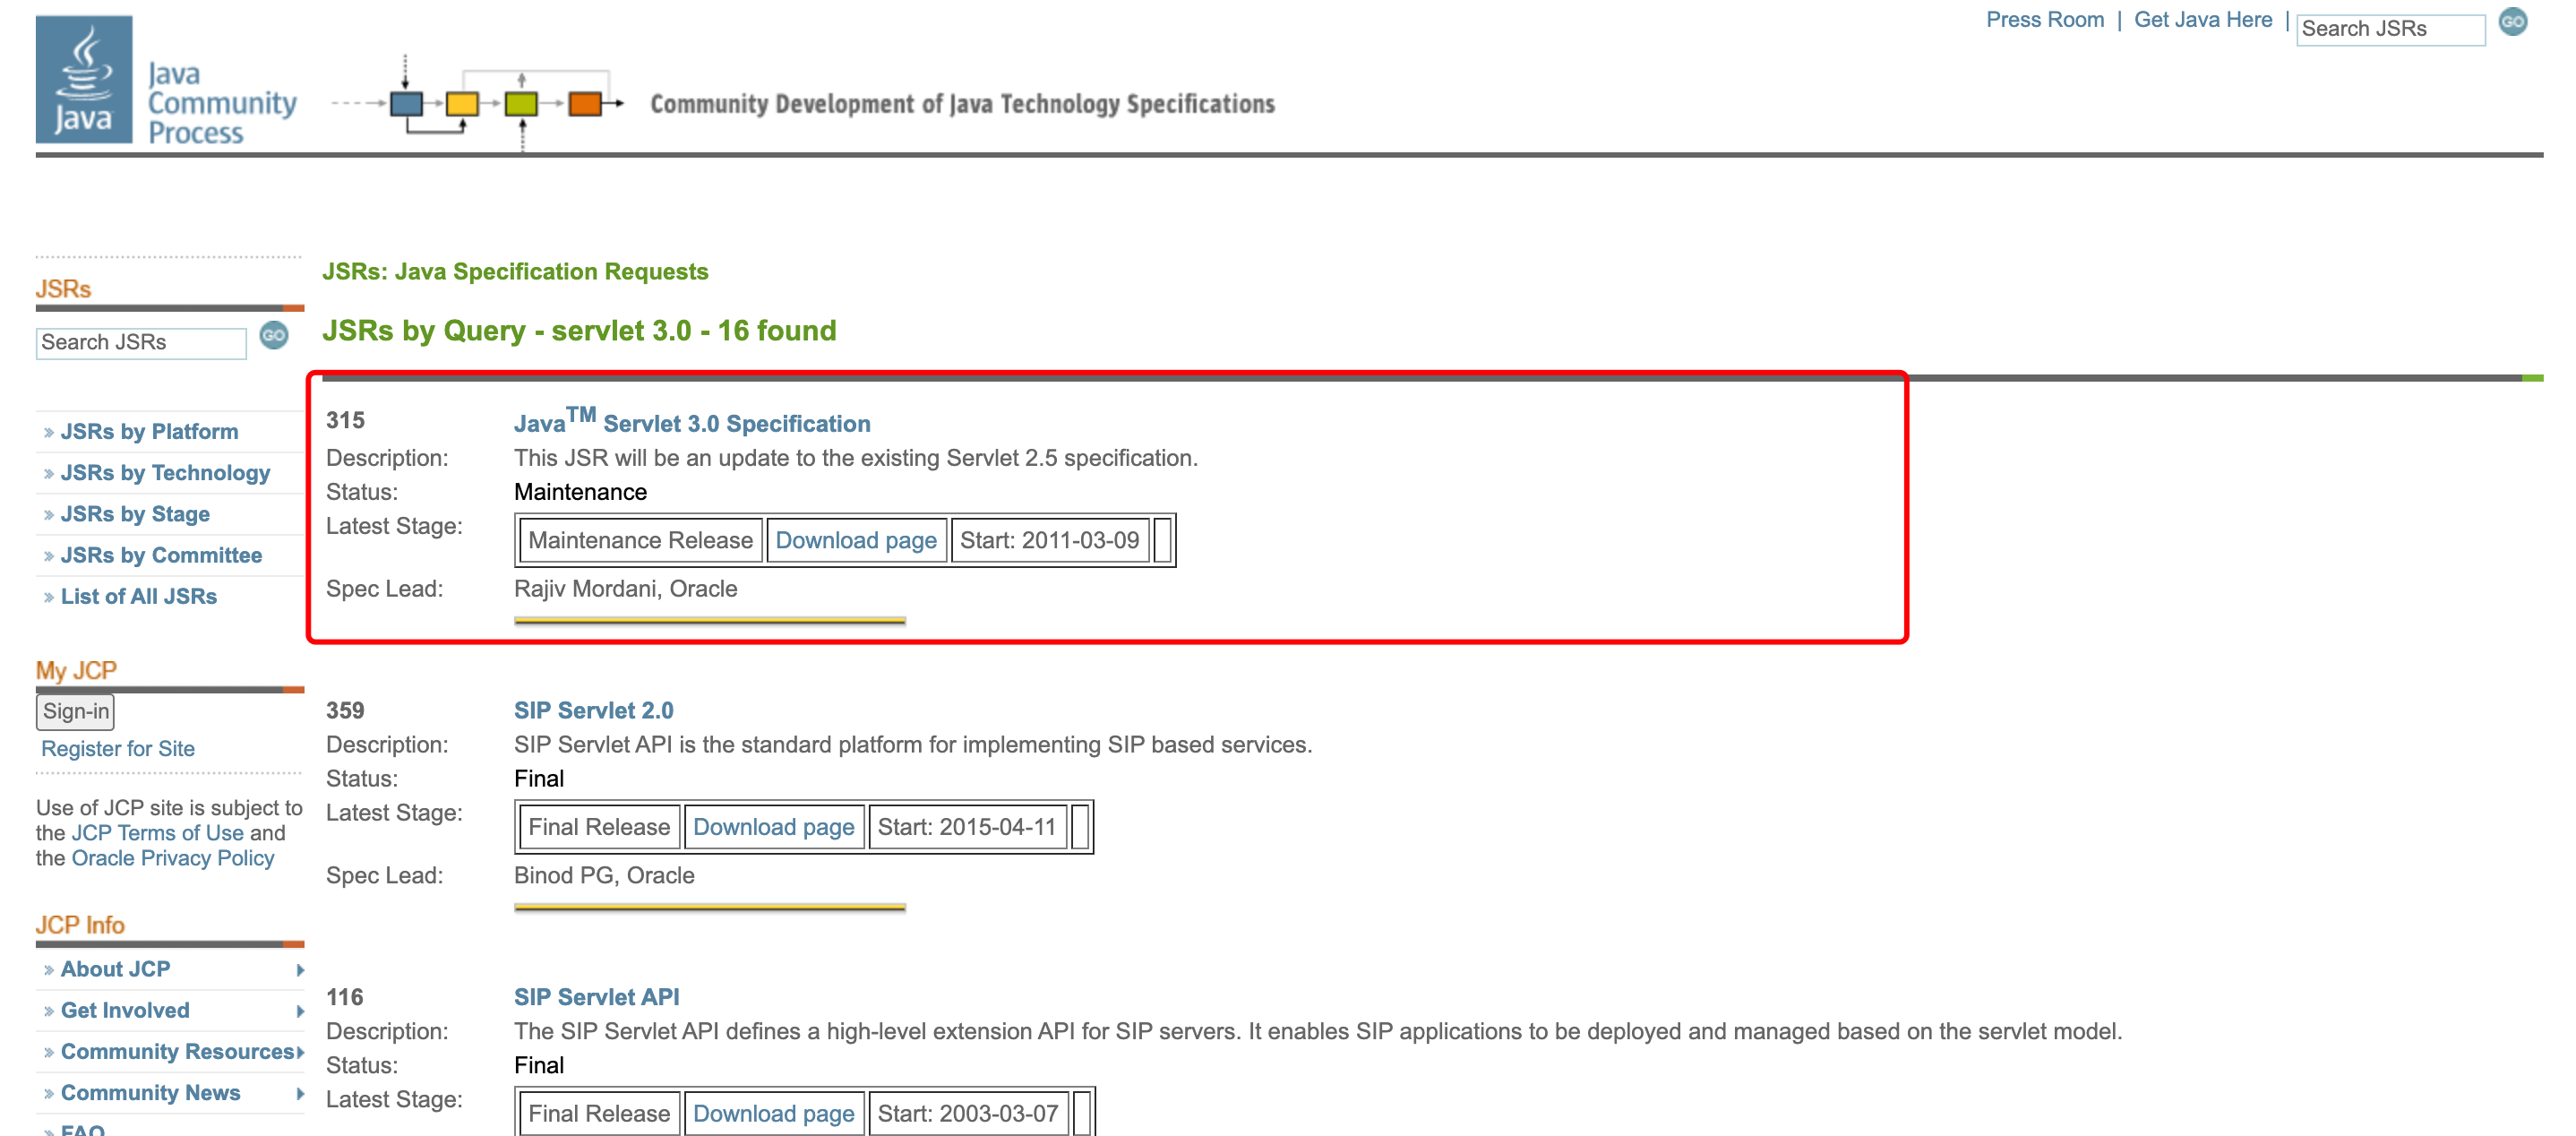 Press Room | Get Java Here | Search JSRs GO
Java
Java
Community
Process
Community Development of Java Technology Specifications
JSRs
Search JSRs GO
» JSRs by Platform
» JSRs by Technology
» JSRs by Stage
» JSRs by Committee
» List of All JSRs
My JCP
Sign-in
Register for Site
Use of JCP site is subject to
the JCP Terms of Use and
the Oracle Privacy Policy
JCP Info
» About JCP
» Get Involved
» Community Resources
» Community News
» FAQ
JSRs: Java Specification Requests
JSRs by Query - servlet 3.0 - 16 found
315 Java™ Servlet 3.0 Specification
Description: This JSR will be an update to the existing Servlet 2.5 specification.
Status: Maintenance
Latest Stage: Maintenance Release Download page Start: 2011-03-09
Spec Lead: Rajiv Mordani, Oracle
359 SIP Servlet 2.0
Description: SIP Servlet API is the standard platform for implementing SIP based services.
Status: Final
Latest Stage: Final Release Download page Start: 2015-04-11
Spec Lead: Binod PG, Oracle
116 SIP Servlet API
Description: The SIP Servlet API defines a high-level extension API for SIP servers. It enables SIP applications to be deployed and managed based on the servlet model.
Status: Final
Latest Stage: Final Release Download page Start: 2003-03-07